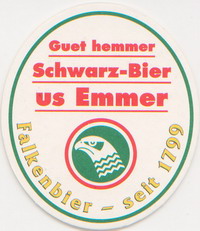 Guet hemmer
Schwarz-Bier
us Emmer
Falkenbier – seit 1799